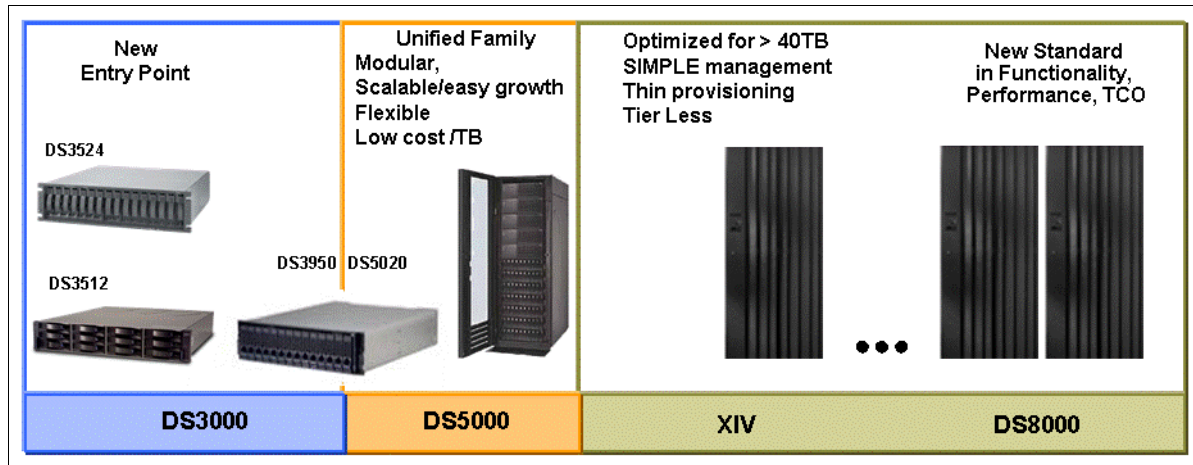 New
Entry Point
DS3524
DS3512
Unified Family
Modular,
Scalable/easy growth
Flexible
Low cost /TB
DS3950 DS5020
Optimized for > 40TB
SIMPLE management
Thin provisioning
Tier Less
New Standard
in Functionality,
Performance, TCO
DS3000
DS5000
XIV
DS8000